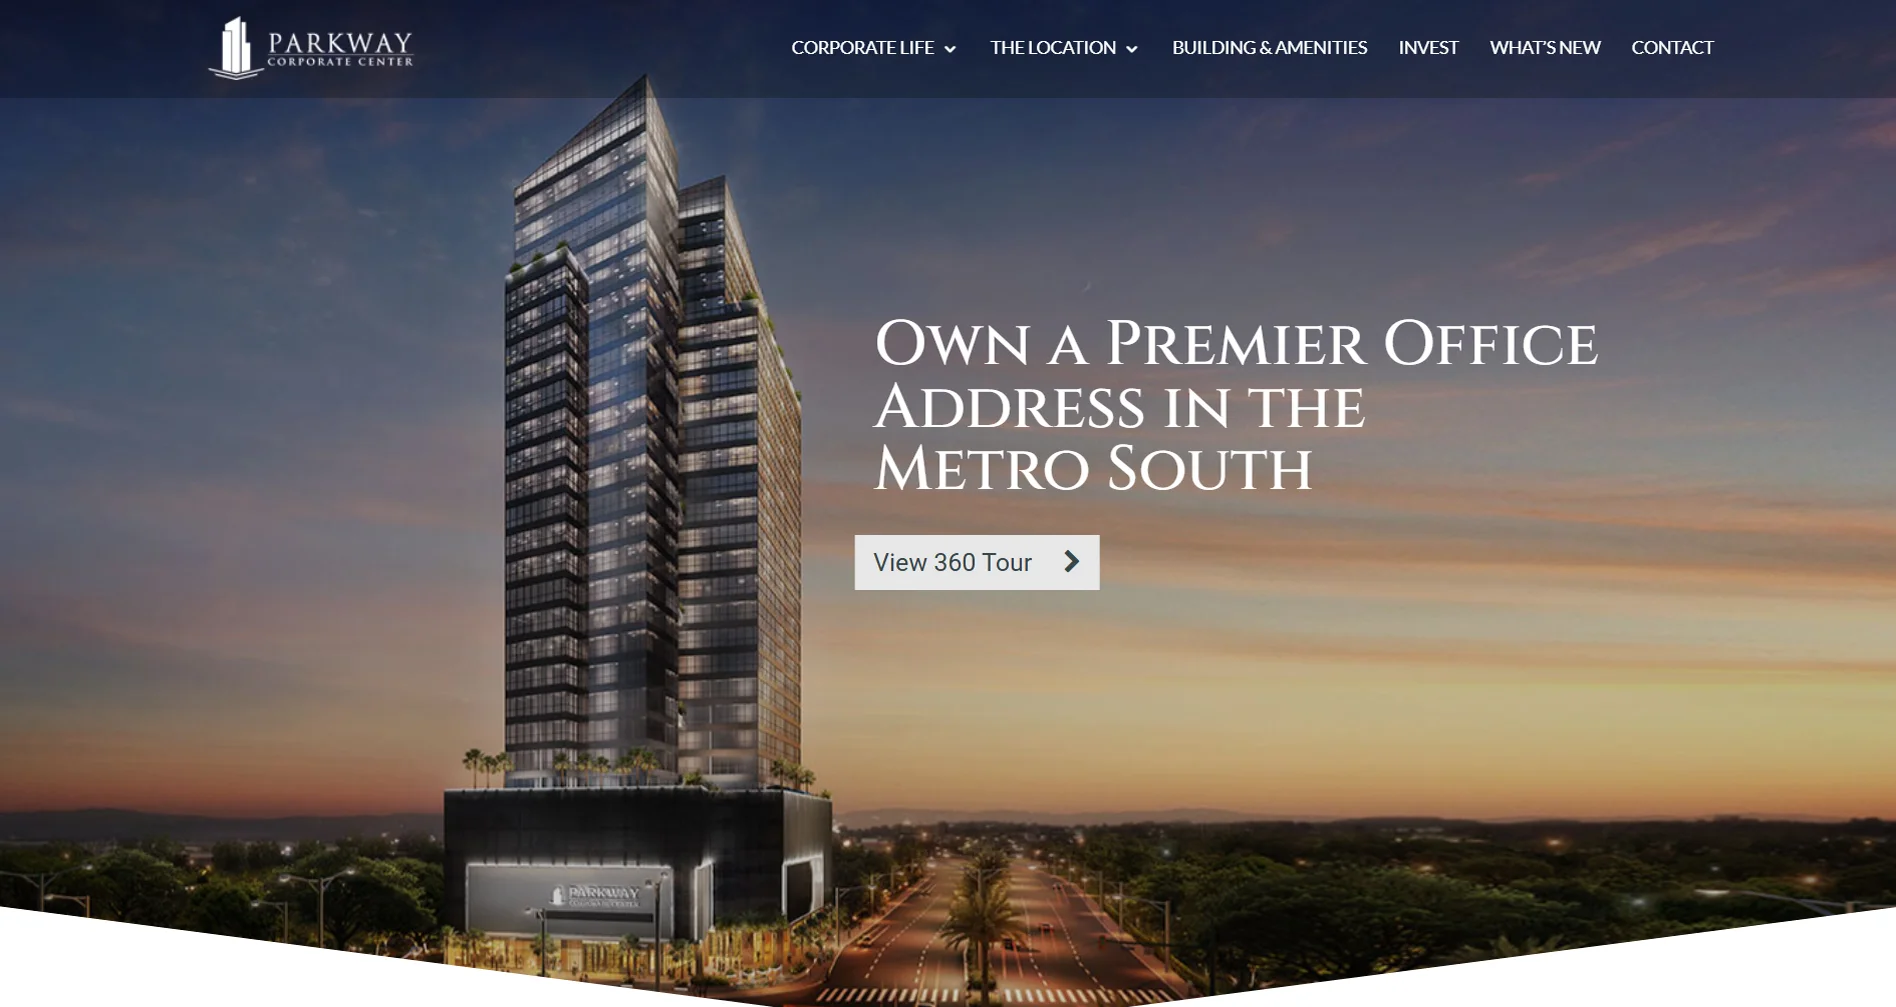 PARKWAY
CORPORATE CENTER
CORPORATE LIFE
THE LOCATION
BUILDING & AMENITIES
INVEST
WHAT'S NEW
CONTACT
OWN A PREMIER OFFICE
ADDRESS IN THE
METRO SOUTH
View 360 Tour
PARKWAY
CORPORATE CENTER